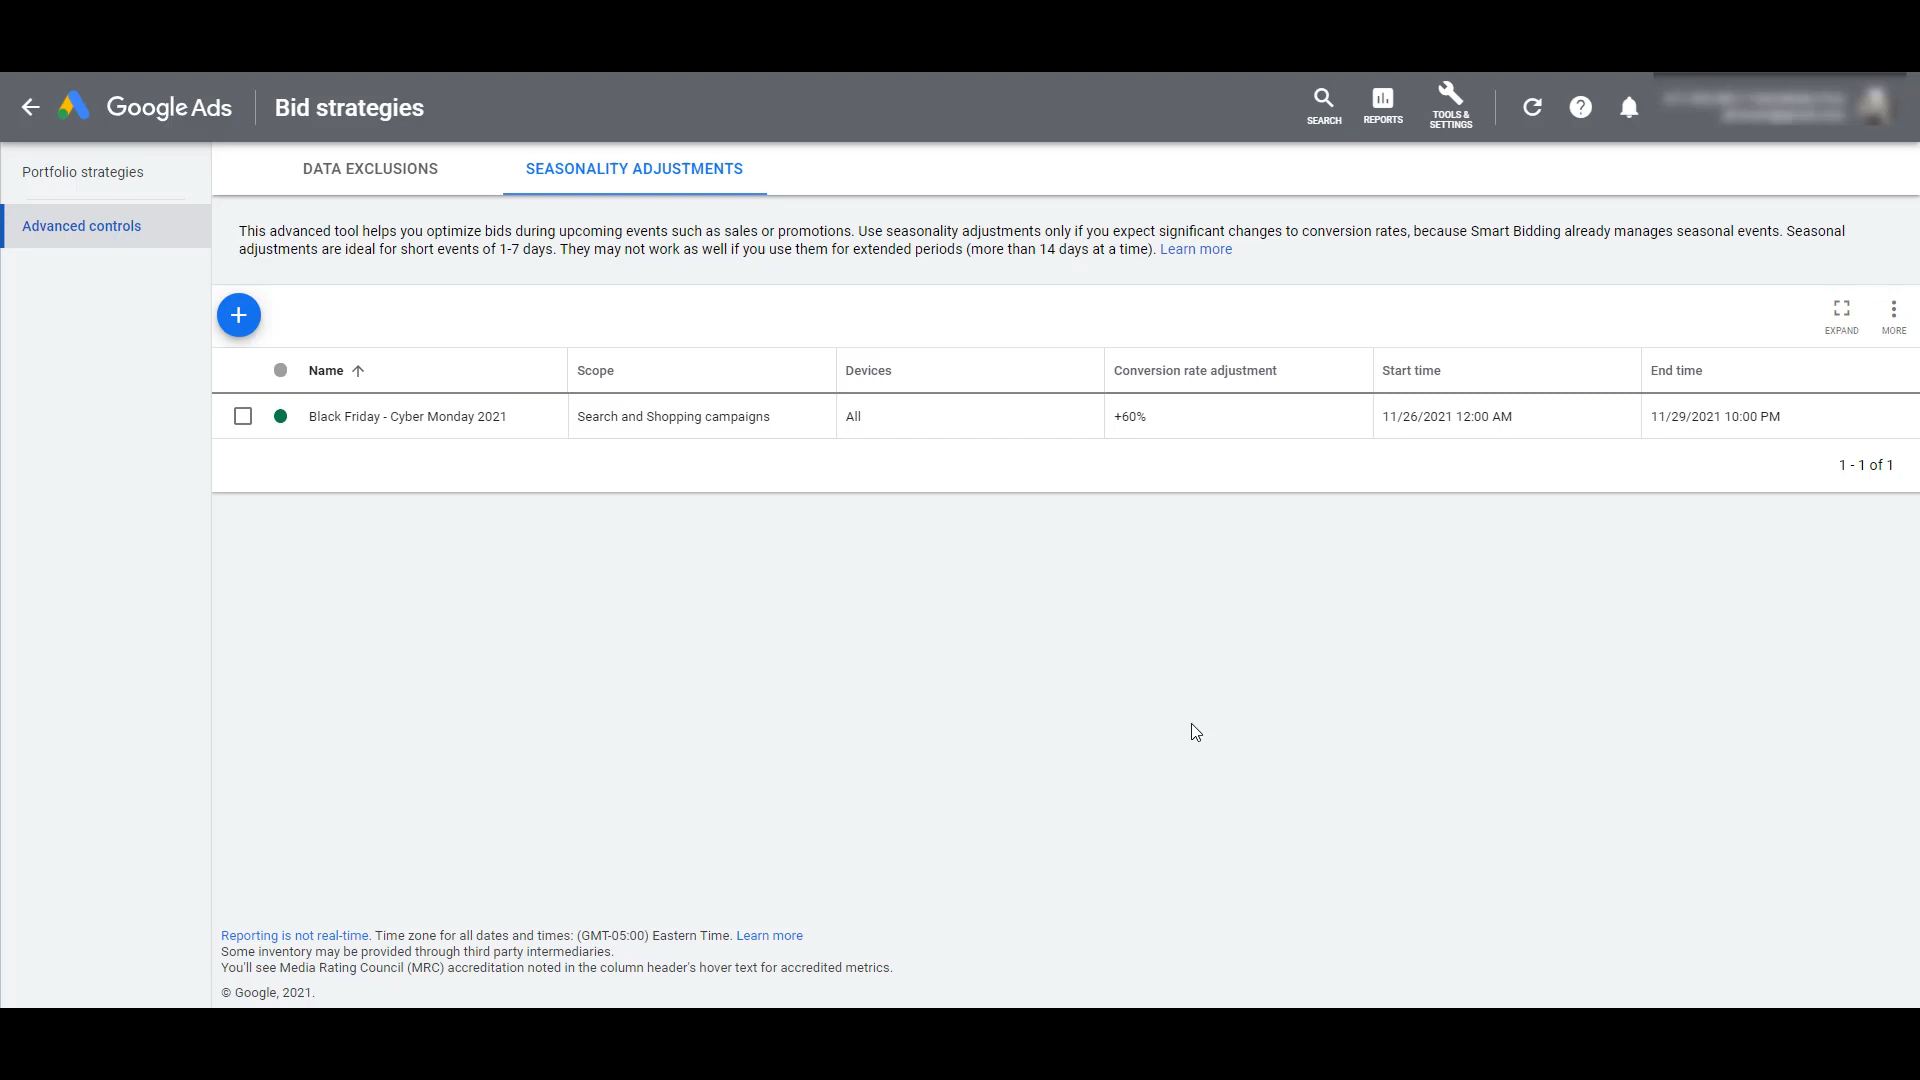 Google Ads
Bid strategies
SEARCH
REPORTS
TOOLS &
SETTINGS
Portfolio strategies
Advanced controls
DATA EXCLUSIONS
SEASONALITY ADJUSTMENTS
This advanced tool helps you optimize bids during upcoming events such as sales or promotions. Use seasonality adjustments only if you expect significant changes to conversion rates, because Smart Bidding already manages seasonal events. Seasonal
adjustments are ideal for short events of 1-7 days. They may not work as well if you use them for extended periods (more than 14 days at a time). Learn more
EXPAND
MORE
Name Scope Devices Conversion rate adjustment Start time End time
Black Friday - Cyber Monday 2021 Search and Shopping campaigns All +60% 11/26/2021 12:00 AM 11/29/2021 10:00 PM
1 - 1 of 1
Reporting is not real-time. Time zone for all dates and times: (GMT-05:00) Eastern Time. Learn more
Some inventory may be provided through third party intermediaries.
You'll see Media Rating Council (MRC) accreditation noted in the column header's hover text for accredited metrics.
© Google, 2021.